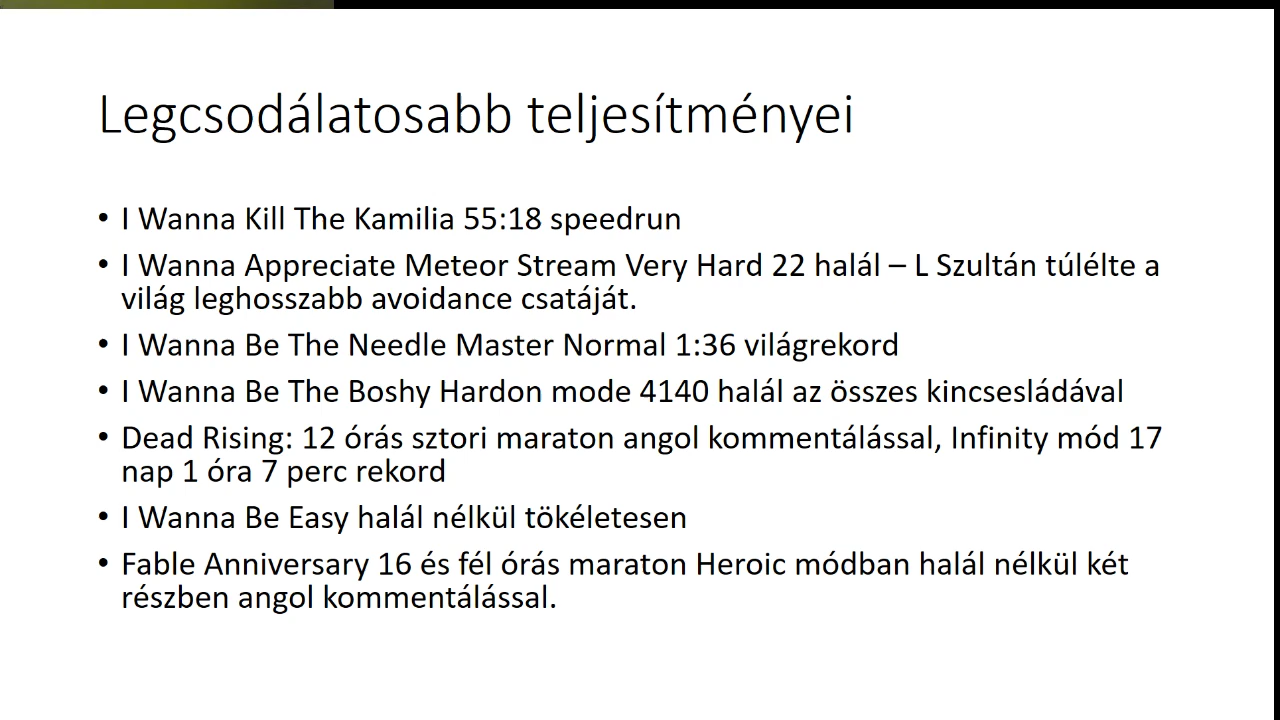 Legcsodálatosabb teljesítményei
• I Wanna Kill The Kamilia 55:18 speedrun
• I Wanna Appreciate Meteor Stream Very Hard 22 halál – L Szultán túlélte a
világ leghosszabb avoidance csatáját.
• I Wanna Be The Needle Master Normal 1:36 világrekord
• I Wanna Be The Boshy Hardon mode 4140 halál az összes kincsesládával
• Dead Rising: 12 órás sztori maraton angol kommentálással, Infinity mód 17
nap 1 óra 7 perc rekord
• I Wanna Be Easy halál nélkül tökéletesen
• Fable Anniversary 16 és fél órás maraton Heroic módban halál nélkül két
részben angol kommentálással.